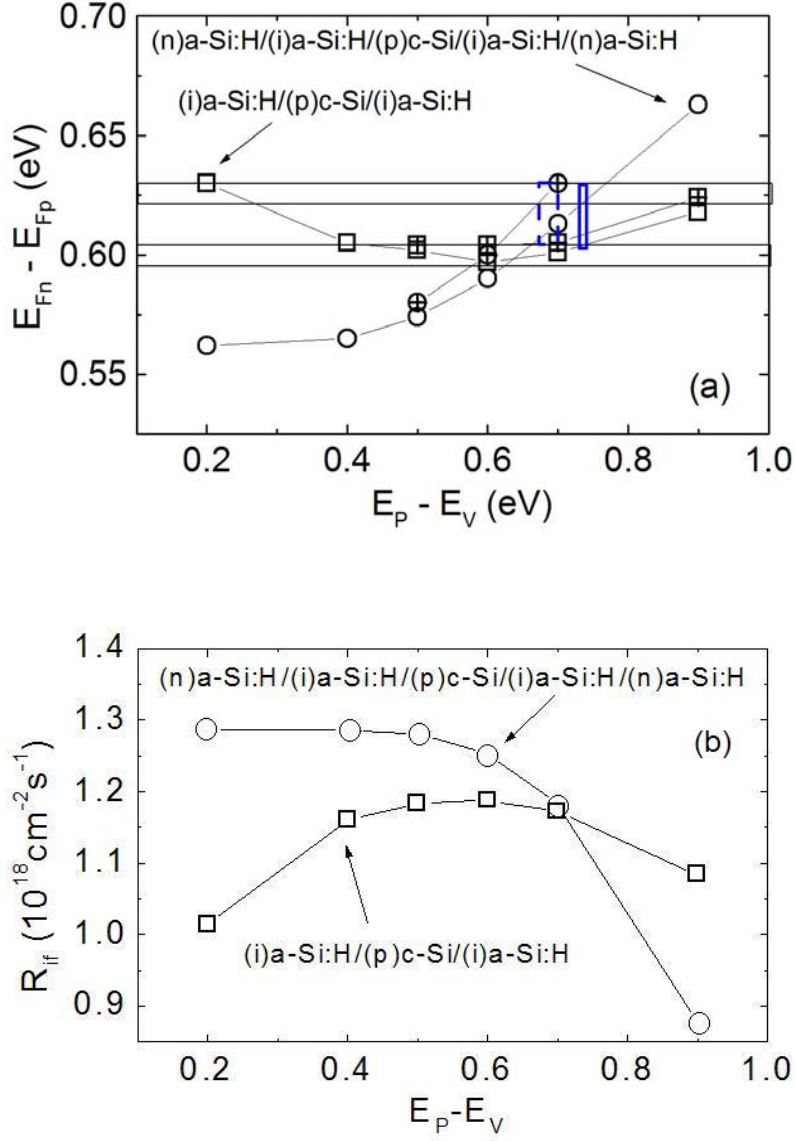 0.70
(n)a-Si:H/(i)a-Si:H/(p)c-Si/(i)a-Si:H/(n)a-Si:H
(i)a-Si:H/(p)c-Si/(i)a-Si:H
0.65
0.60
0.55
E_Fn - E_Fp (eV)
(a)
0.2 0.4 0.6 0.8 1.0
E_P - E_V (eV)
1.4
(n)a-Si:H/(i)a-Si:H/(p)c-Si/(i)a-Si:H/(n)a-Si:H
1.3
(b)
1.2
1.1
1.0
0.9
R_if (10^18 cm^-2 s^-1)
(i)a-Si:H/(p)c-Si/(i)a-Si:H
0.2 0.4 0.6 0.8 1.0
E_P-E_V